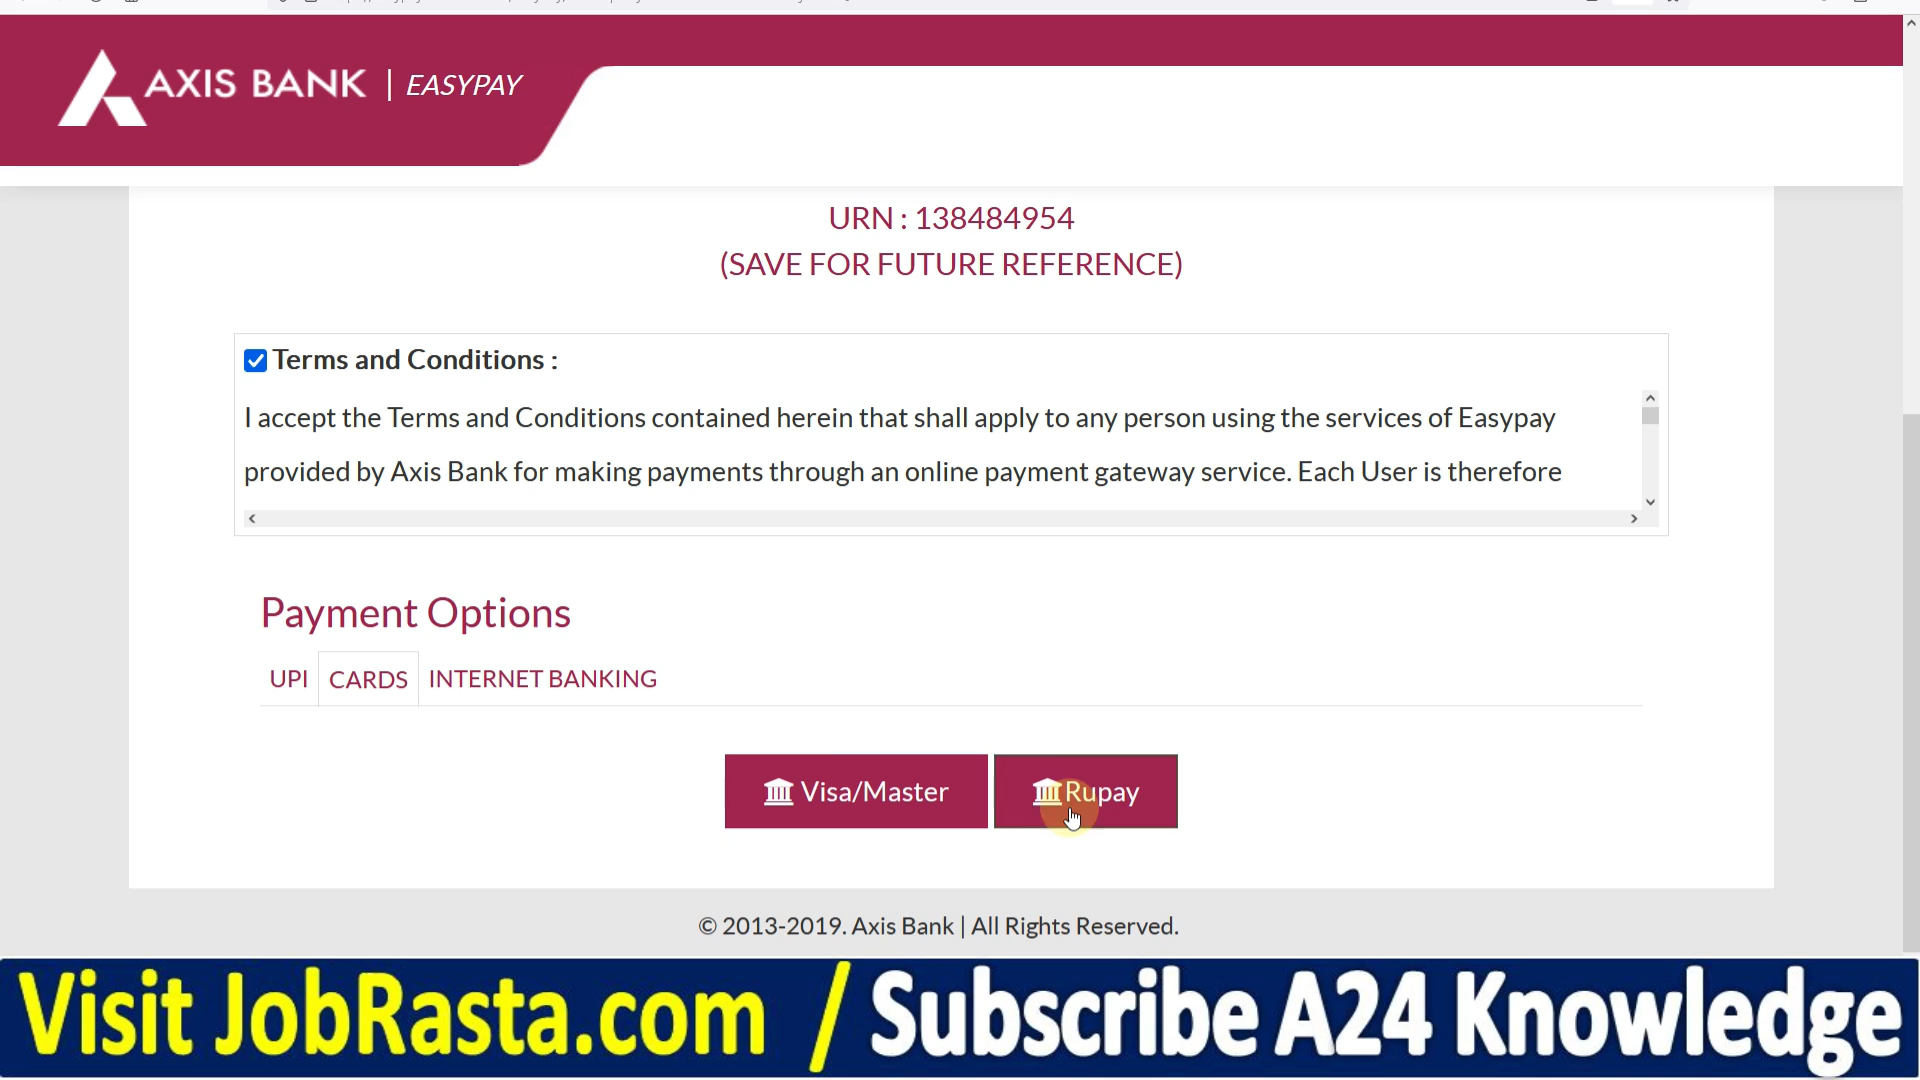 AXIS BANK | EASYPAY
URN : 138484954
(SAVE FOR FUTURE REFERENCE)
Terms and Conditions :
I accept the Terms and Conditions contained herein that shall apply to any person using the services of Easypay
provided by Axis Bank for making payments through an online payment gateway service. Each User is therefore
Payment Options
UPI CARDS INTERNET BANKING
Visa/Master Rupay
© 2013-2019. Axis Bank | All Rights Reserved.
Visit JobRasta.com / Subscribe A24 Knowledge